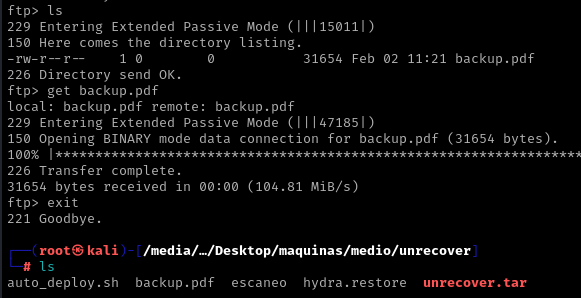 ftp> ls
229 Entering Extended Passive Mode (|||15011|)
150 Here comes the directory listing.
-rw-r--r--    1 0        0           31654 Feb 02 11:21 backup.pdf
226 Directory send OK.
ftp> get backup.pdf
local: backup.pdf remote: backup.pdf
229 Entering Extended Passive Mode (|||47185|)
150 Opening BINARY mode data connection for backup.pdf (31654 bytes).
100% |*****************************************************************
226 Transfer complete.
31654 bytes received in 00:00 (104.81 MiB/s)
ftp> exit
221 Goodbye.
┌──(root㉿kali)-[/media/…/Desktop/maquinas/medio/unrecover]
└─# ls
auto_deploy.sh  backup.pdf  escaneo  hydra.restore  unrecover.tar